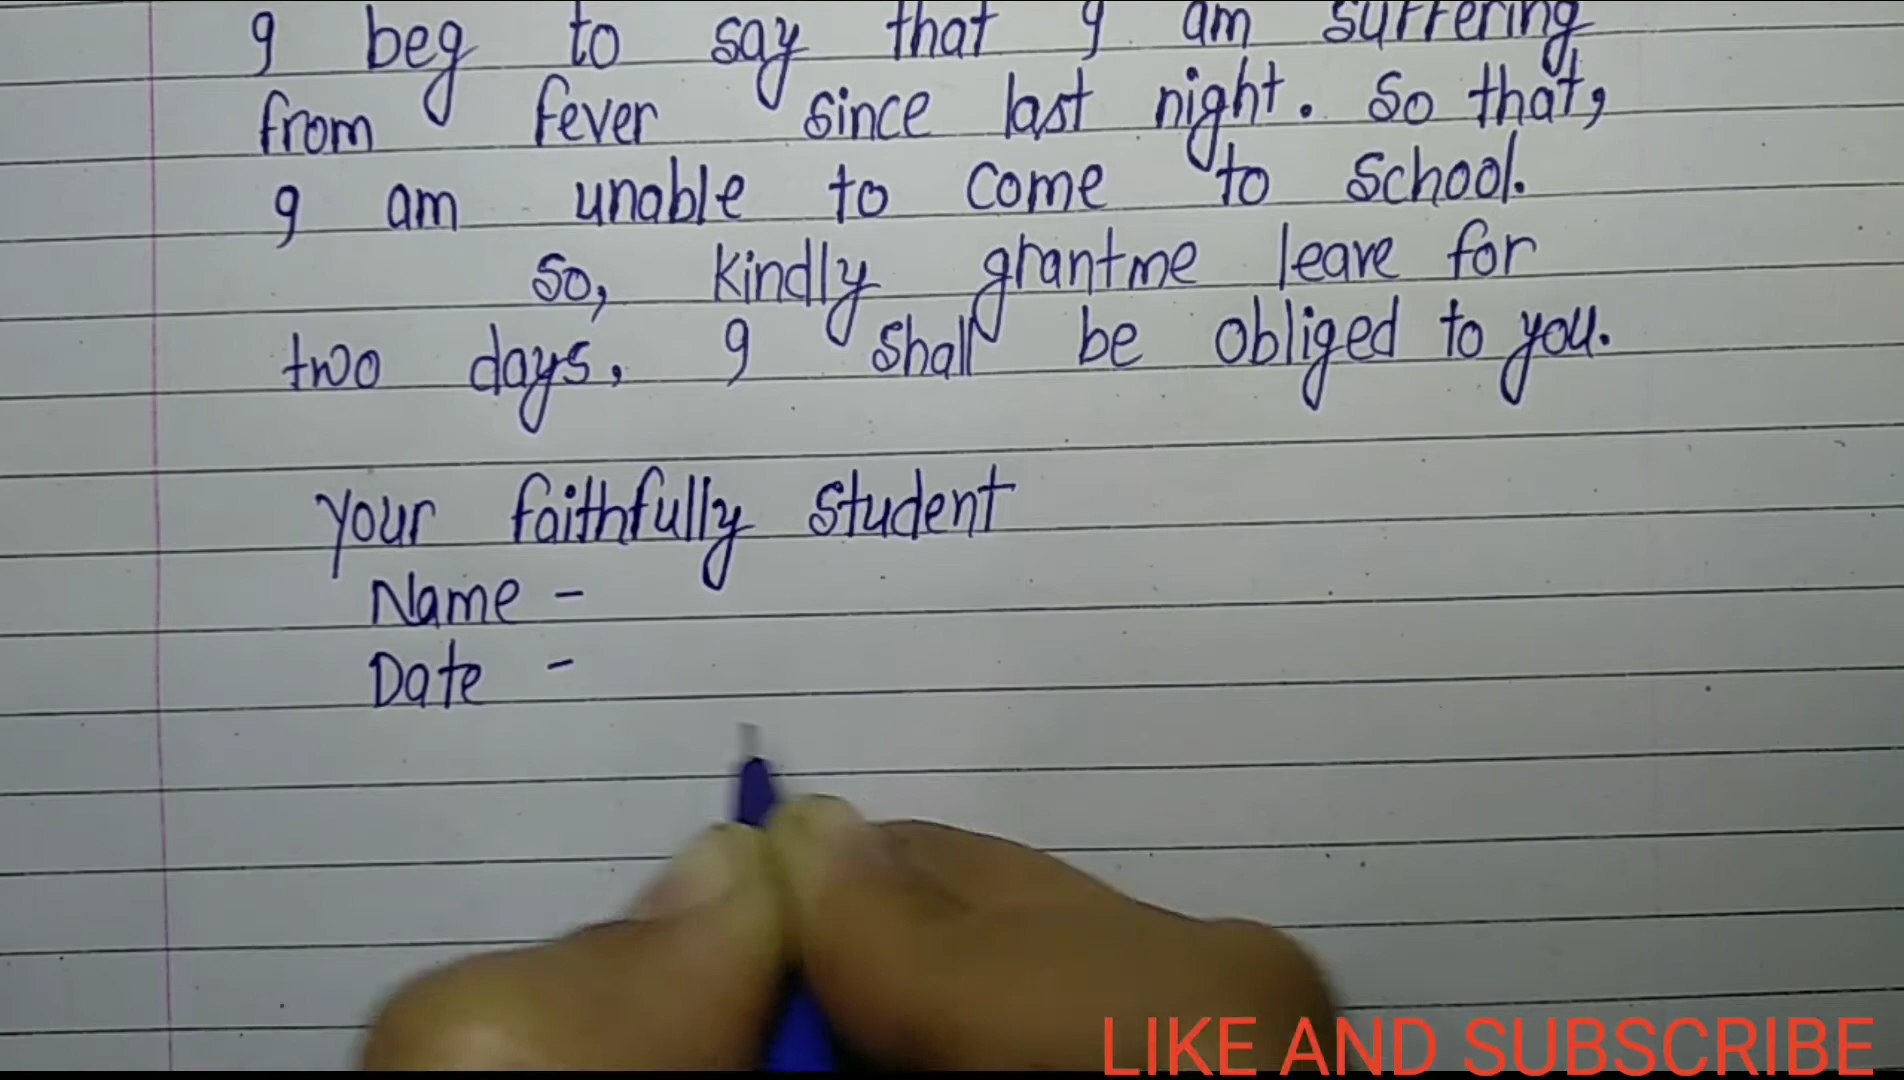 I beg to say that I am suffering
from fever since last night. So that,
I am unable to come to School.
So, Kindly grantme leave for
two days, I Shall be obliged to you.
Your faithfully Student
Name -
Date -
LIKE AND SUBSCRIBE